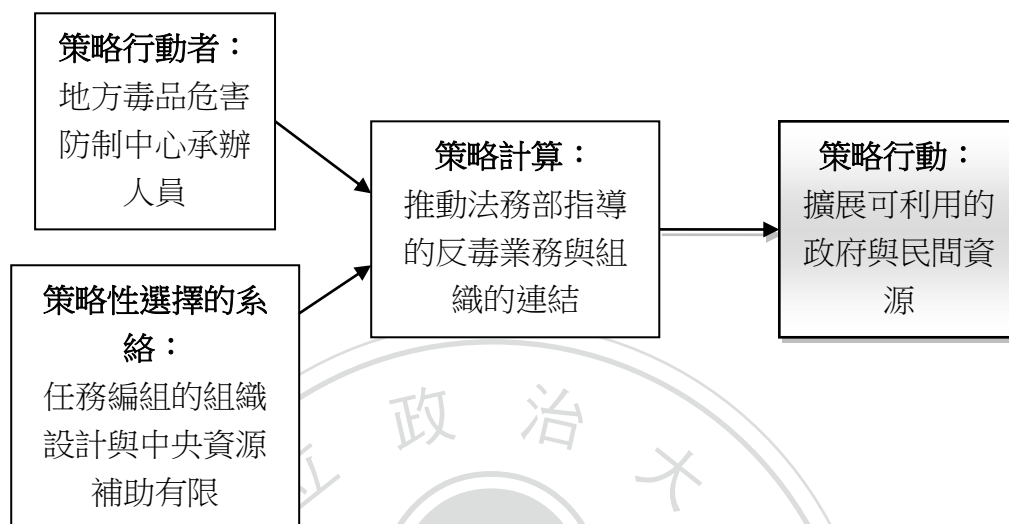 策略行動者：
地方毒品危害
防制中心承辦
人員
策略性選擇的系
絡：
任務編組的組織
設計與中央資源
補助有限
策略計算：
推動法務部指導
的反毒業務與組
織的連結
策略行動：
擴展可利用的
政府與民間資
源
立政治大